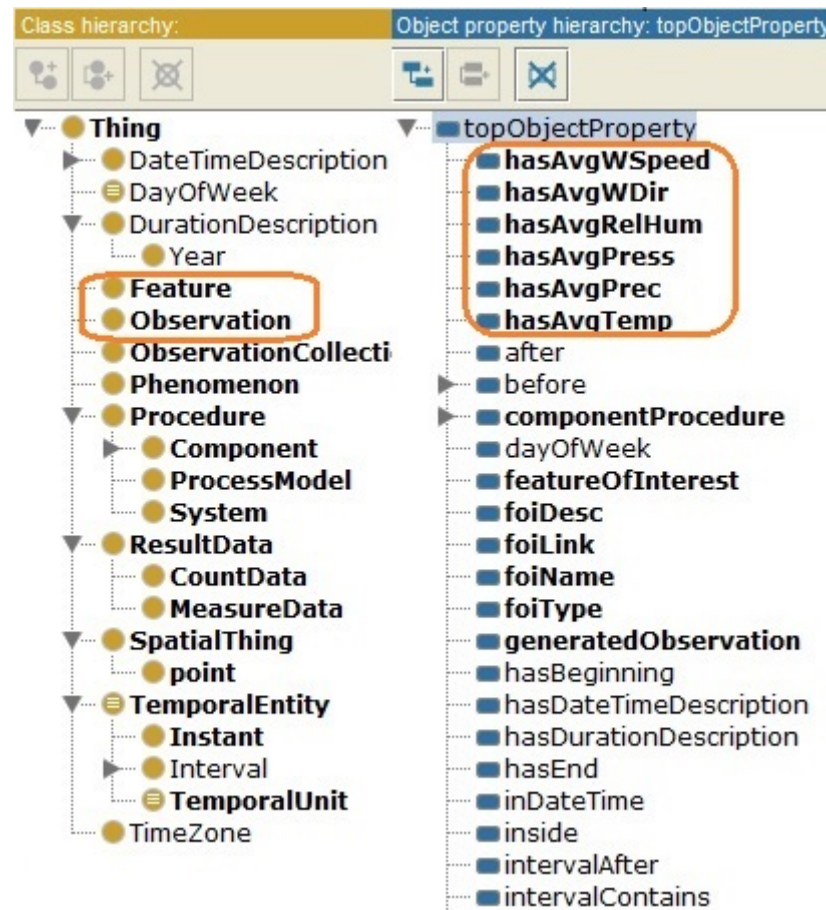 Class hierarchy:
Thing
DateTimeDescription
DayOfWeek
DurationDescription
Year
Feature
Observation
ObservationCollecti
Phenomenon
Procedure
Component
ProcessModel
System
ResultData
CountData
MeasureData
SpatialThing
point
TemporalEntity
Instant
Interval
TemporalUnit
TimeZone
Object property hierarchy: topObjectProperty
topObjectProperty
hasAvgWSpeed
hasAvgWDir
hasAvgRelHum
hasAvgPress
hasAvgPrec
hasAvgTemp
after
before
componentProcedure
dayOfWeek
featureOfInterest
foiDesc
foiLink
foiName
foiType
generatedObservation
hasBeginning
hasDateTimeDescription
hasDurationDescription
hasEnd
inDateTime
inside
intervalAfter
intervalContains